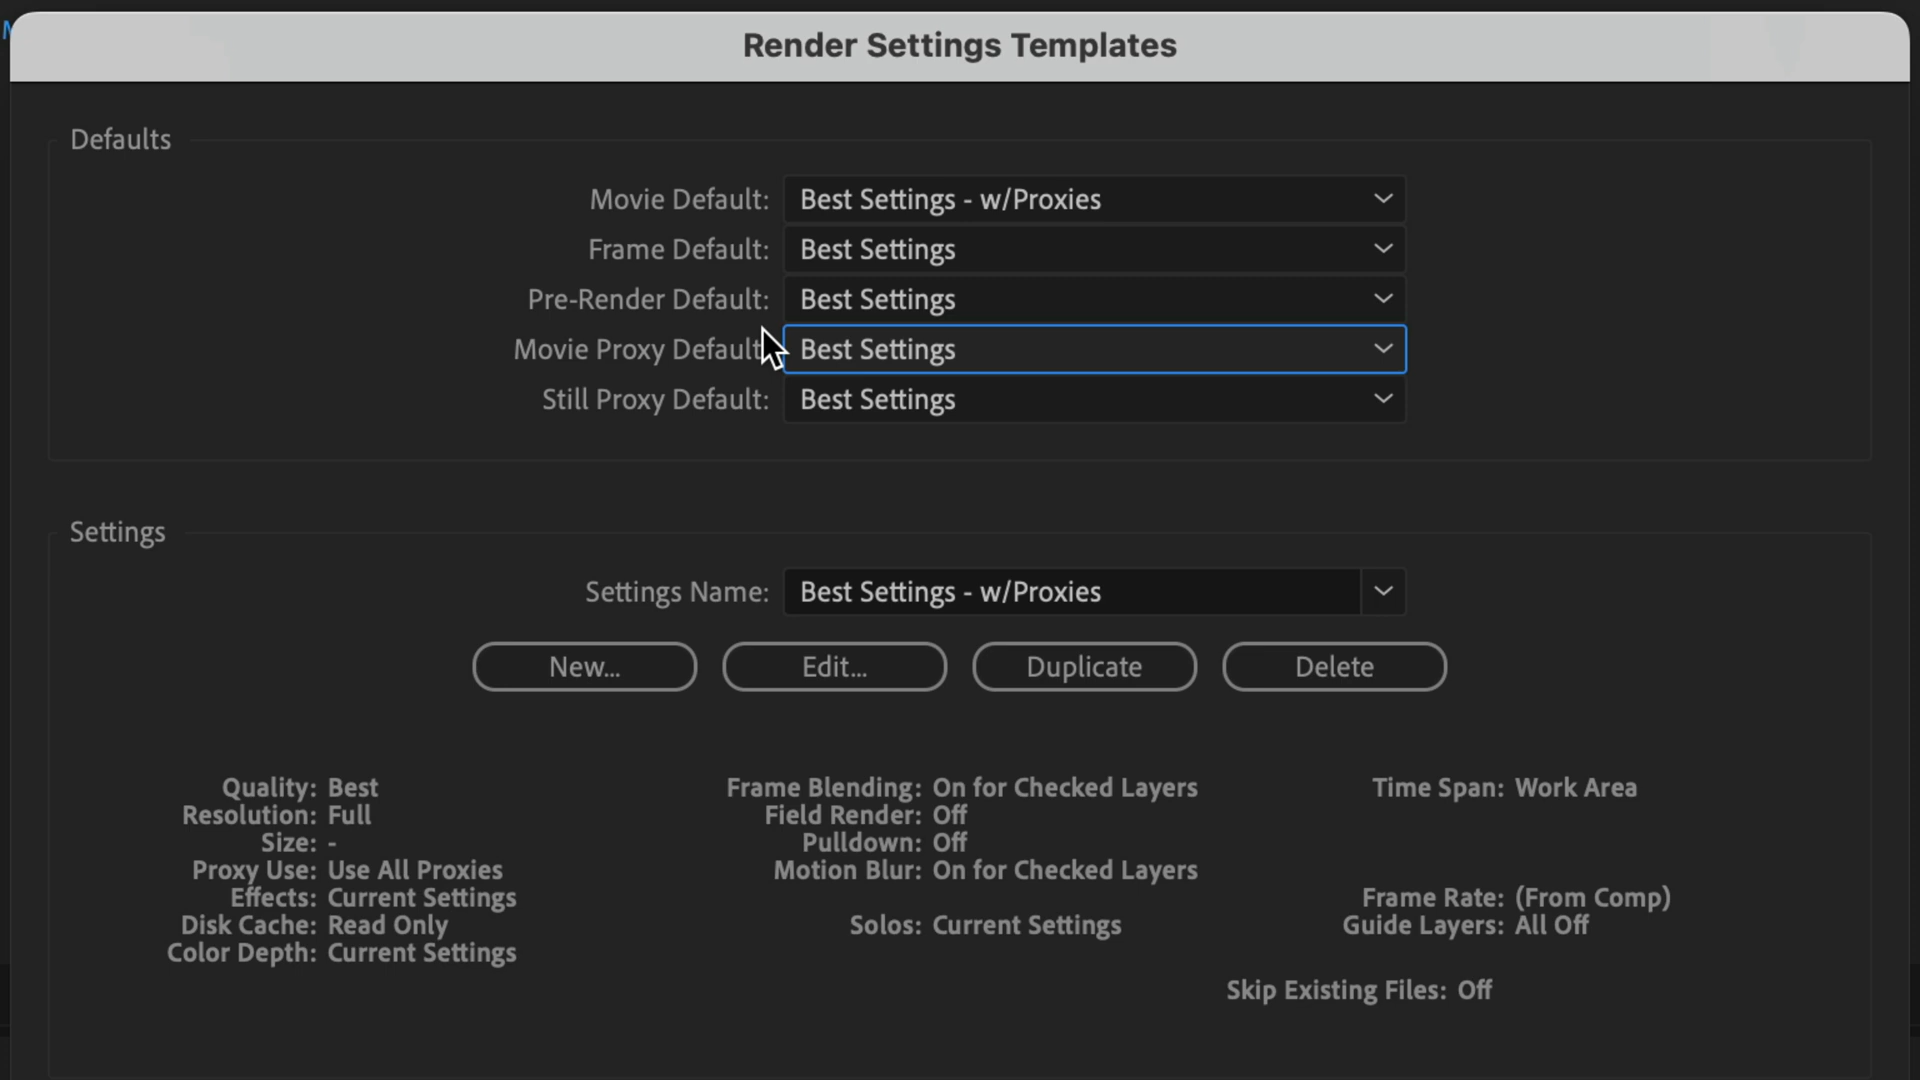 Render Settings Templates
Defaults
Movie Default: Best Settings - w/Proxies
Frame Default: Best Settings
Pre-Render Default: Best Settings
Movie Proxy Default Best Settings
Still Proxy Default: Best Settings
Settings
Settings Name: Best Settings - w/Proxies
New... Edit... Duplicate Delete
Quality: Best
Resolution: Full
Size: -
Proxy Use: Use All Proxies
Effects: Current Settings
Disk Cache: Read Only
Color Depth: Current Settings
Frame Blending: On for Checked Layers
Field Render: Off
Pulldown: Off
Motion Blur: On for Checked Layers
Solos: Current Settings
Time Span: Work Area
Frame Rate: (From Comp)
Guide Layers: All Off
Skip Existing Files: Off